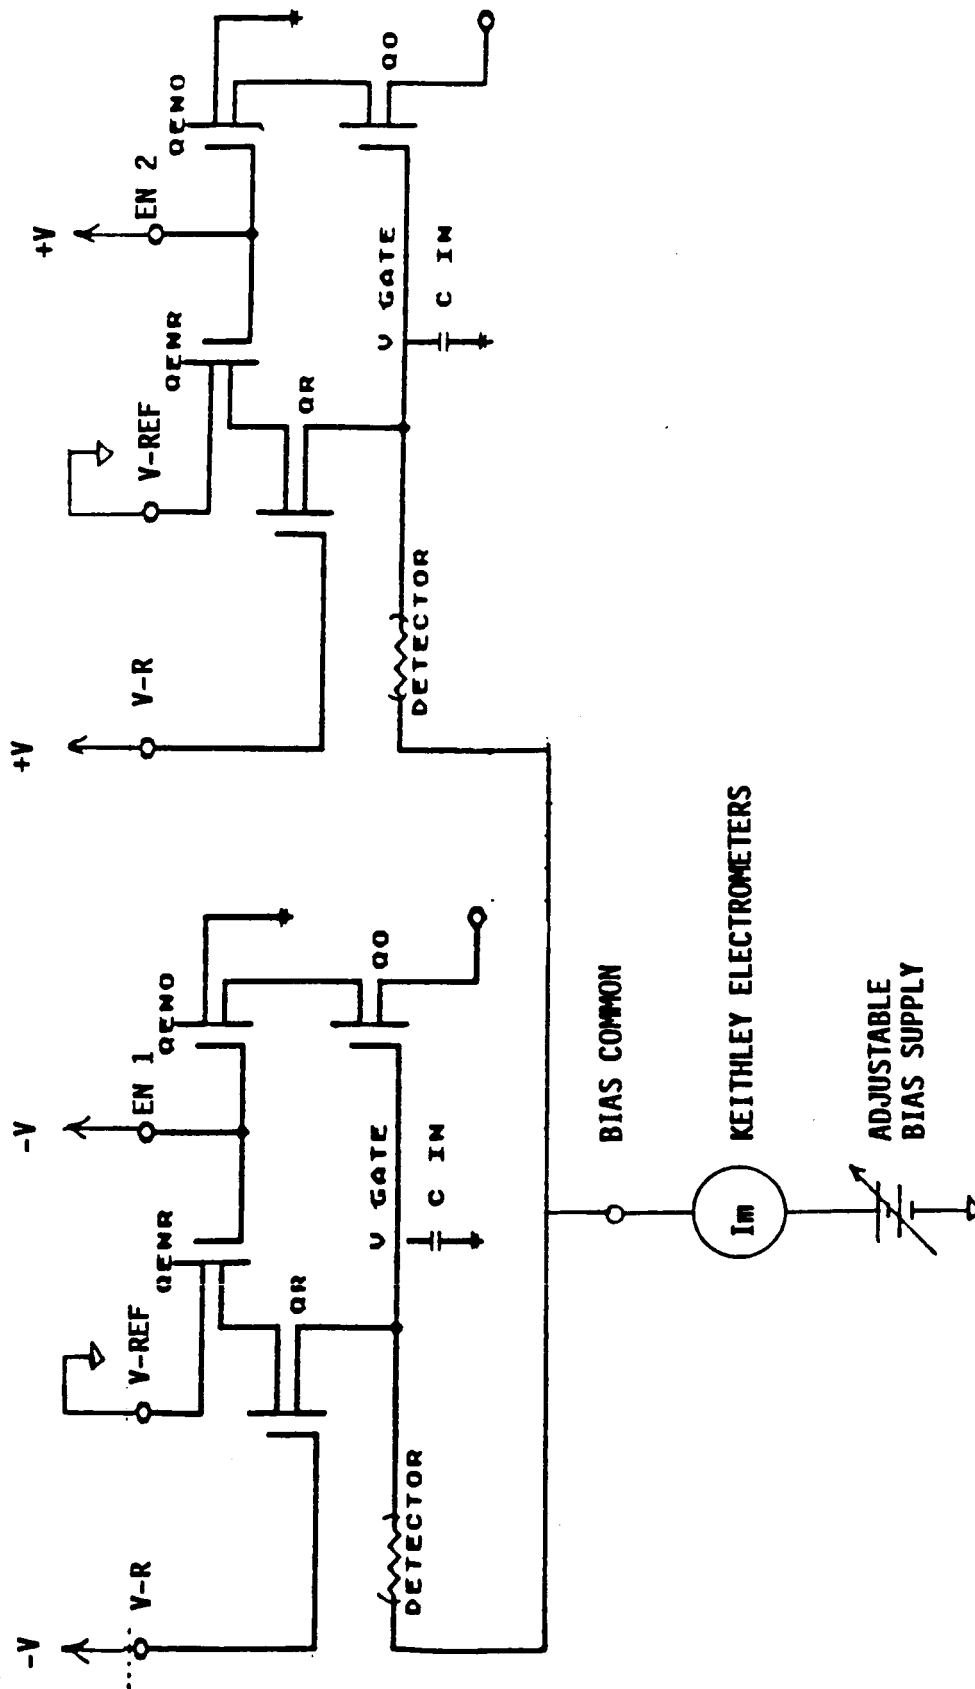 -V
-V
+V
+V
V-R
V-REF
EN 1
V-R
V-REF
EN 2
QENR
QENO
QENR
QENO
QR
QO
QR
QO
V GATE
V GATE
DETECTOR
C IN
DETECTOR
C IN
BIAS COMMON
Im
KEITHLEY ELECTROMETERS
ADJUSTABLE
BIAS SUPPLY